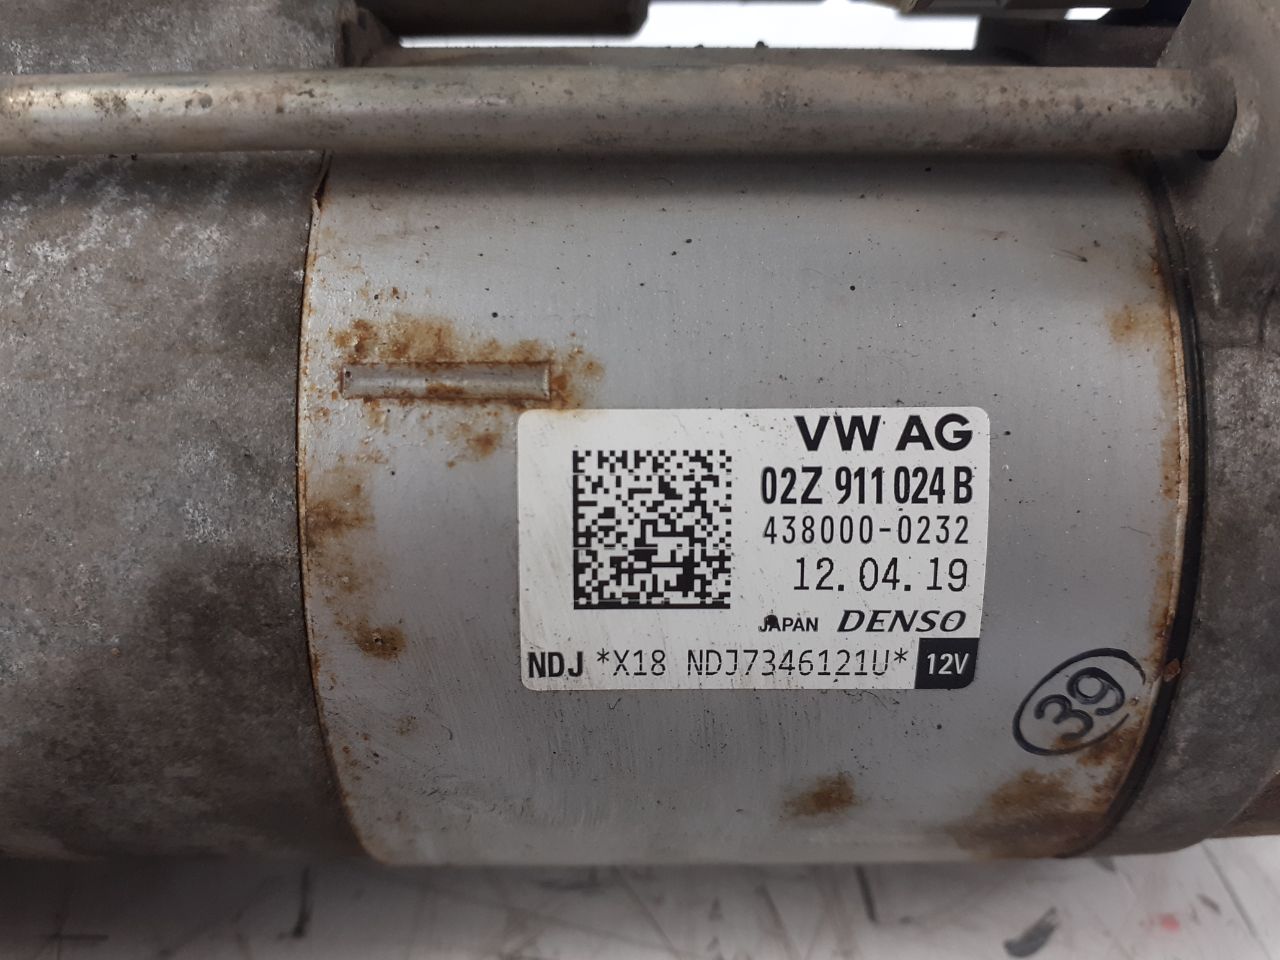 VW AG
02Z 911 024 B
438000-0232
12.04.19
JAPAN DENSO
NDJ *X18 NDJ7346121U* 12V
39